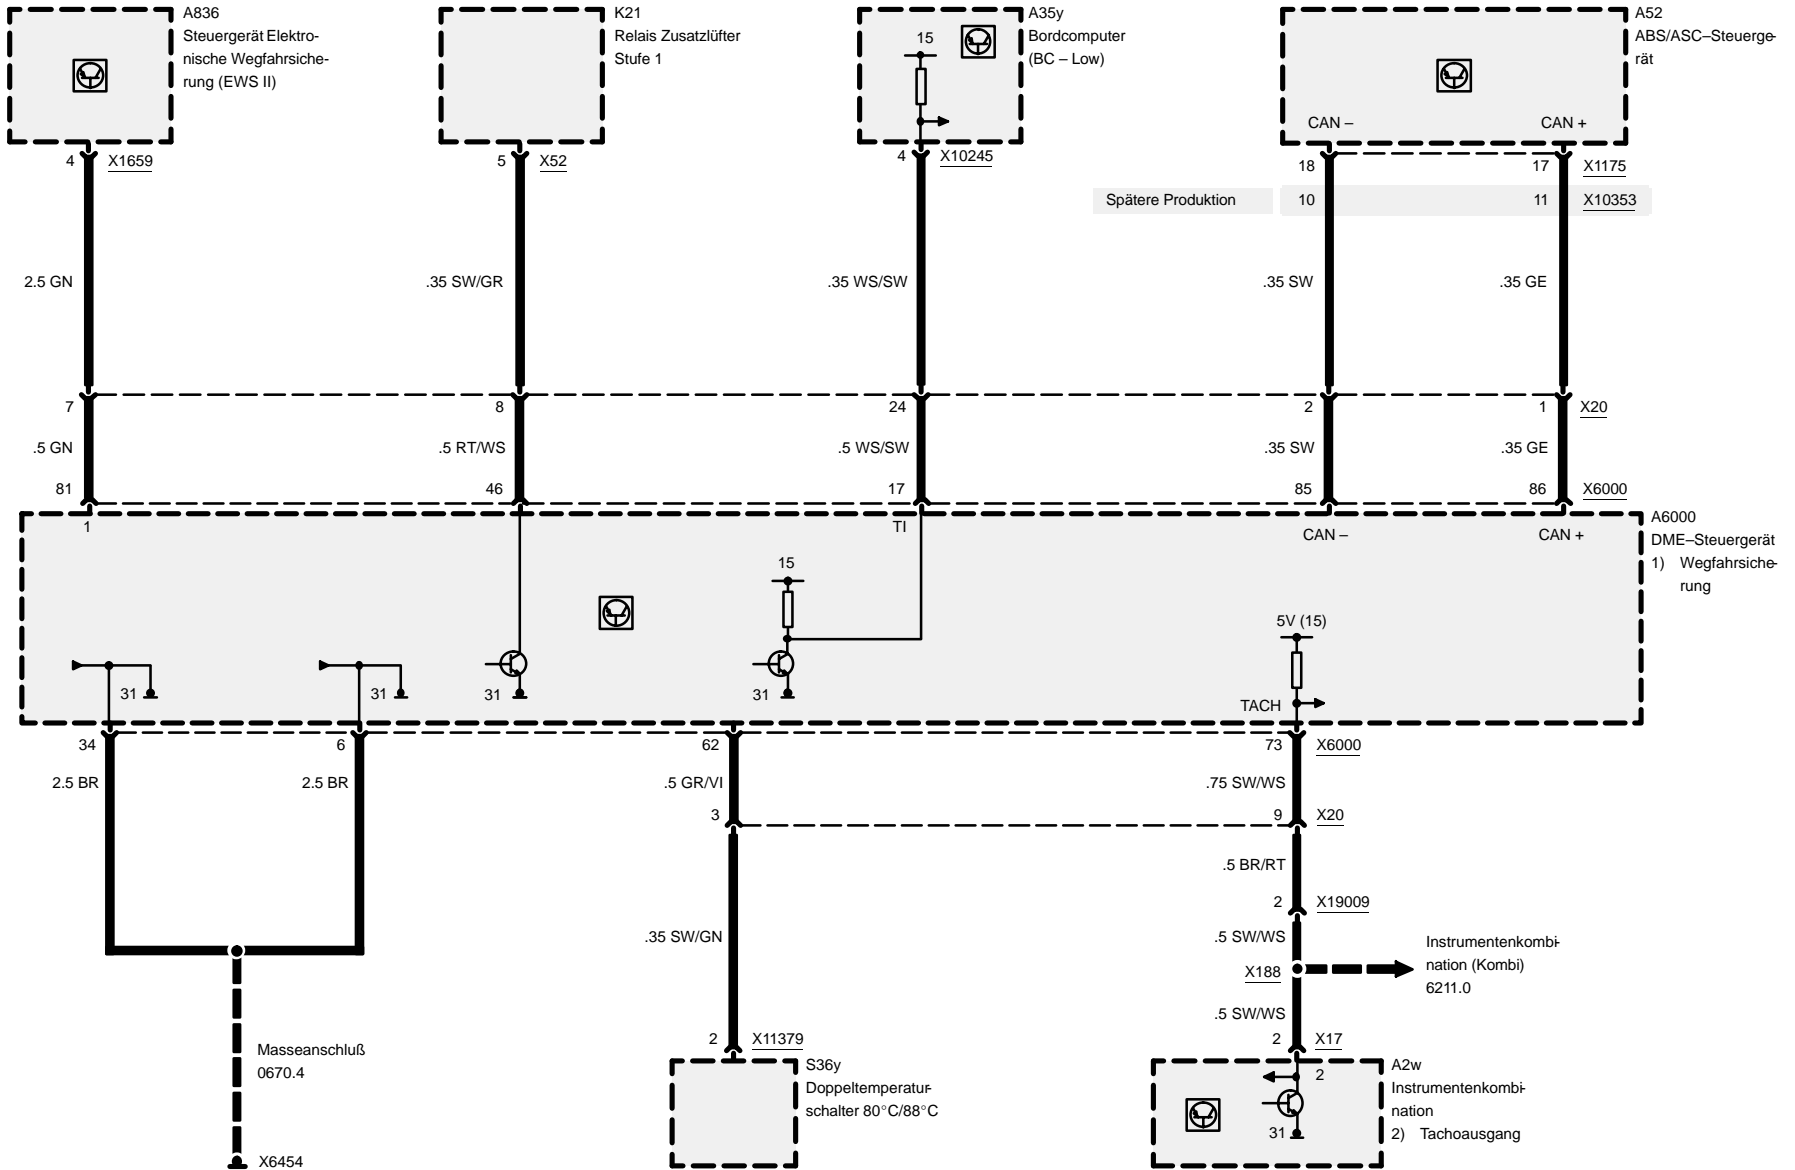 A836
Steuergerät Elektro-
nische Wegfahrsiche-
rung (EWS II)
K21
Relais Zusatzlüfter
Stufe 1
A35y
Bordcomputer
(BC – Low)
15
A52
ABS/ASC–Steuerge-
rät
CAN –
CAN +
4
X1659
5
X52
4
X10245
18
17
X1175
Spätere Produktion
10
11
X10353
2.5 GN
.35 SW/GR
.35 WS/SW
.35 SW
.35 GE
7
8
24
2
1
X20
.5 GN
.5 RT/WS
.5 WS/SW
.35 SW
.35 GE
81
46
17
85
86
X6000
1
TI
CAN –
CAN +
A6000
DME–Steuergerät
1) Wegfahrsiche-
rung
15
5V (15)
31
31
31
31
TACH
34
6
62
73
X6000
2.5 BR
2.5 BR
.5 GR/VI
.75 SW/WS
3
9
X20
.5 BR/RT
2
X19009
.35 SW/GN
.5 SW/WS
X188
Instrumentenkombi-
nation (Kombi)
6211.0
.5 SW/WS
Masseanschluß
0670.4
2
X11379
2
X17
S36y
Doppeltemperatur-
schalter 80°C/88°C
2
31
A2w
Instrumentenkombi-
nation
2) Tachoausgang
X6454